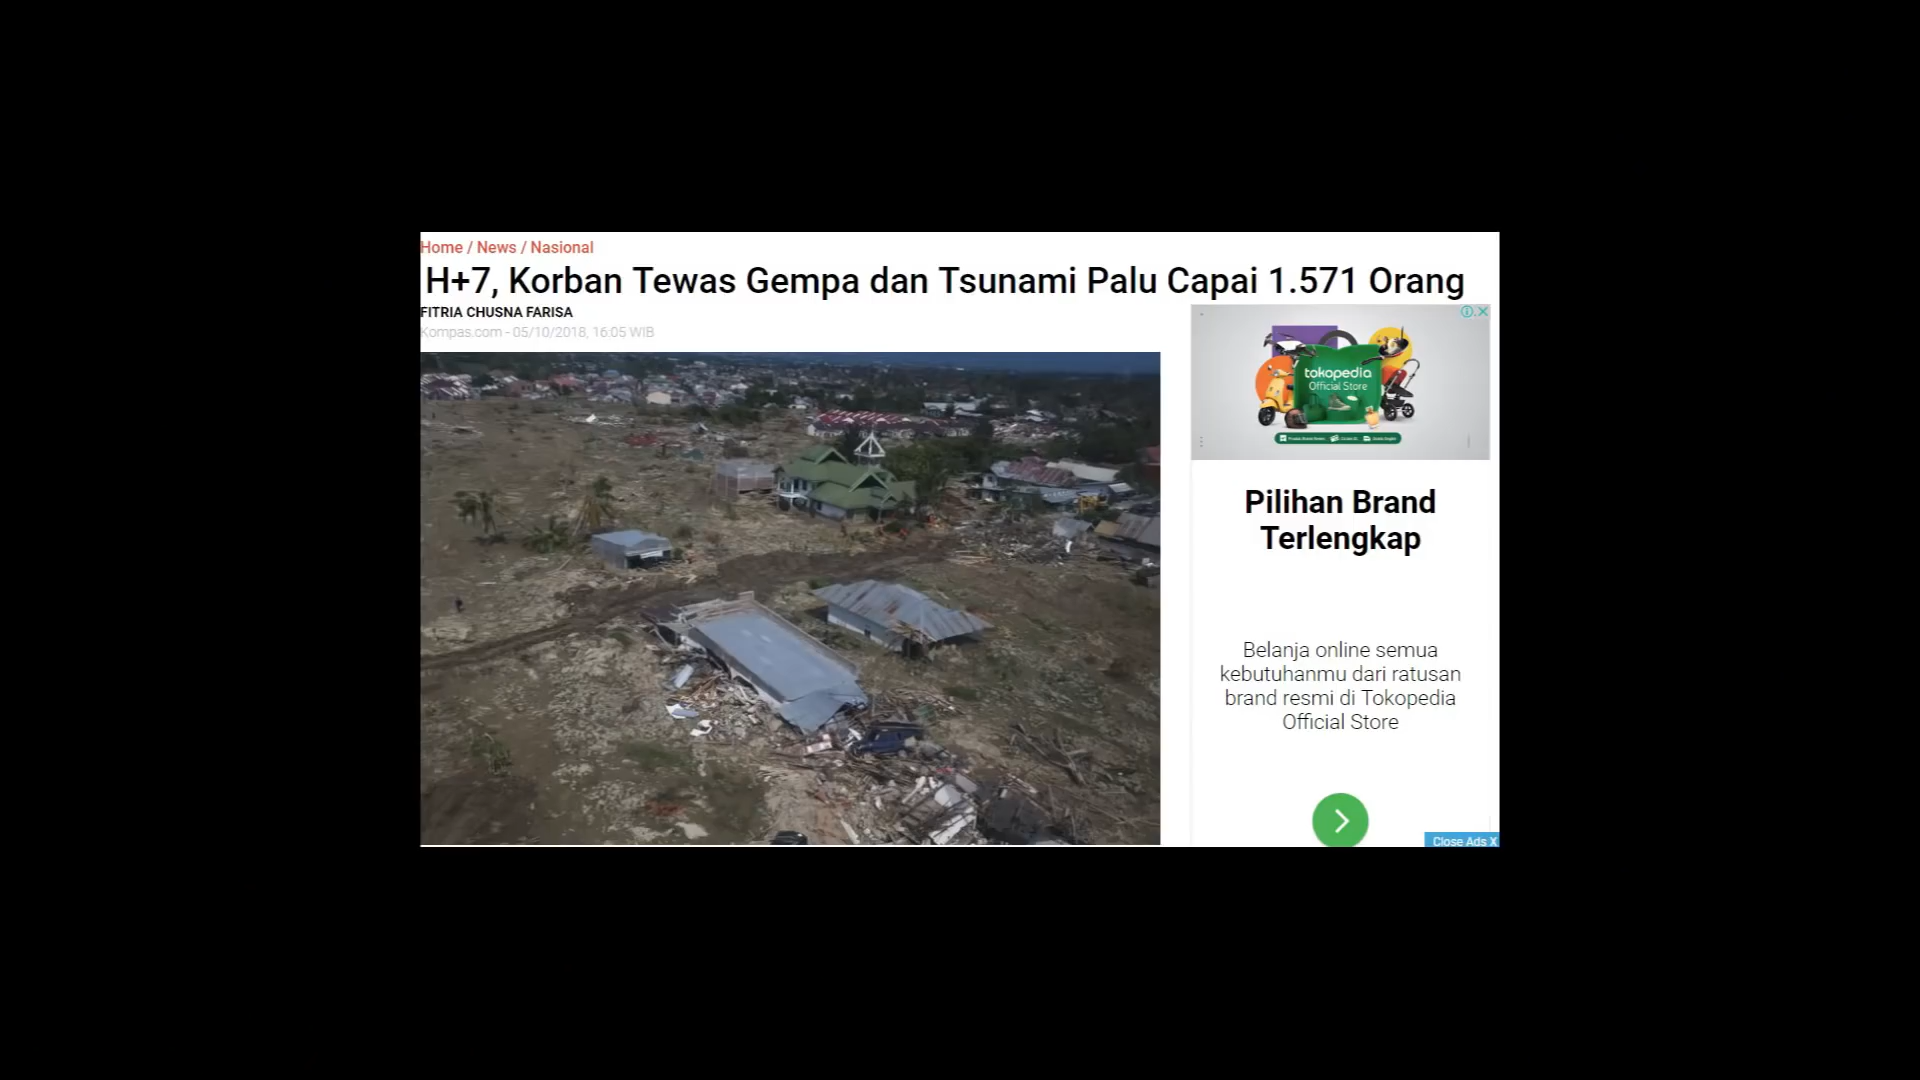 Home / News / Nasional
H+7, Korban Tewas Gempa dan Tsunami Palu Capai 1.571 Orang
FITRIA CHUSNA FARISA
Kompas.com - 05/10/2018, 16:05 WIB
tokopedia
Official Store
Pilihan Brand
Terlengkap
Belanja online semua
kebutuhanmu dari ratusan
brand resmi di Tokopedia
Official Store
Close Ads X